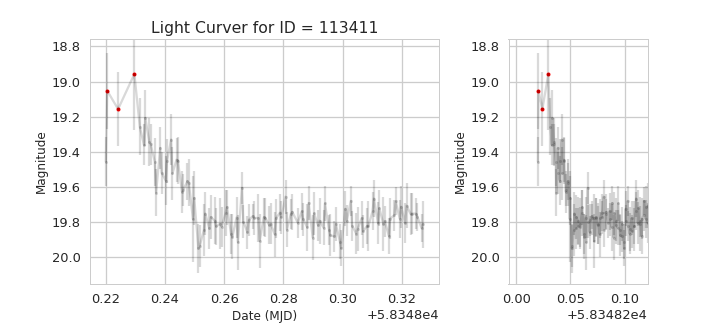 Light Curver for ID = 113411
Magnitude
18.8
19.0
19.2
19.4
19.6
19.8
20.0
0.22 0.24 0.26 0.28 0.30 0.32
Date (MJD)
+5.8348e4
Magnitude
18.8
19.0
19.2
19.4
19.6
19.8
20.0
0.00 0.05 0.10
+5.83482e4